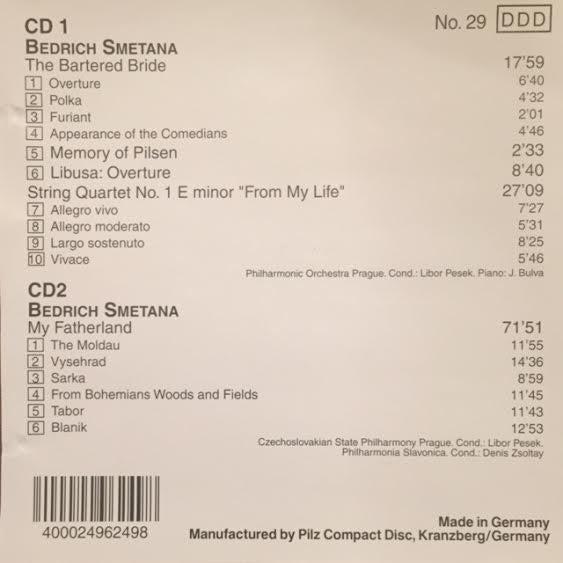 CD 1
No. 29 DDD
BEDRICH SMETANA
The Bartered Bride 17'59
1 Overture 6'40
2 Polka 4'32
3 Furiant 2'01
4 Appearance of the Comedians 4'46
5 Memory of Pilsen 2'33
6 Libusa: Overture 8'40
String Quartet No. 1 E minor "From My Life" 27'09
7 Allegro vivo 7'27
8 Allegro moderato 5'31
9 Largo sostenuto 8'25
10 Vivace 5'46
Philharmonic Orchestra Prague. Cond.: Libor Pesek. Piano: J. Bulva
CD2
BEDRICH SMETANA
My Fatherland 71'51
1 The Moldau 11'55
2 Vysehrad 14'36
3 Sarka 8'59
4 From Bohemians Woods and Fields 11'45
5 Tabor 11'43
6 Blanik 12'53
Czechoslovakian State Philharmony Prague. Cond.: Libor Pesek.
Philharmonia Slavonica. Cond.: Denis Zsoltay
400024962498
Made in Germany
Manufactured by Pilz Compact Disc, Kranzberg/Germany